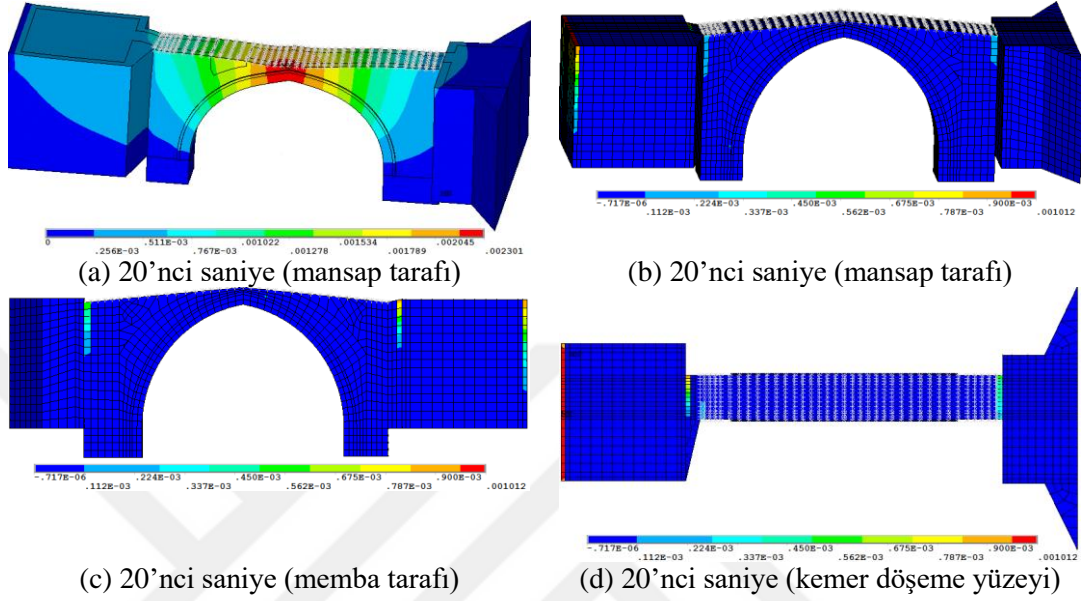 0 .511E-03 .001022 .001534 .002045
.256E-03 .767E-03 .001278 .001789 .002301
(a) 20’nci saniye (mansap tarafı)
-.717E-06 .224E-03 .450E-03 .675E-03 .900E-03
.112E-03 .337E-03 .562E-03 .787E-03 .001012
(b) 20’nci saniye (mansap tarafı)
-.717E-06 .224E-03 .450E-03 .675E-03 .900E-03
.112E-03 .337E-03 .562E-03 .787E-03 .001012
(c) 20’nci saniye (memba tarafı)
-.717E-06 .224E-03 .450E-03 .675E-03 .900E-03
.112E-03 .337E-03 .562E-03 .787E-03 .001012
(d) 20’nci saniye (kemer döşeme yüzeyi)